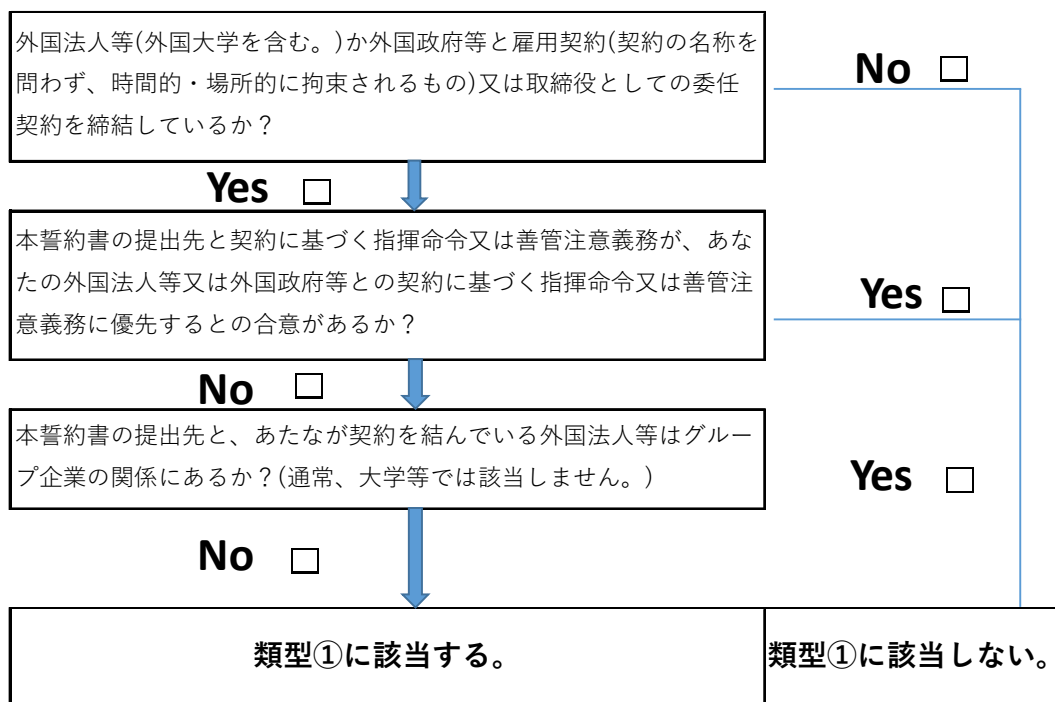 外国法人等(外国大学を含む。)か外国政府等と雇用契約(契約の名称を
問わず、時間的・場所的に拘束されるもの)又は取締役としての委任
契約を締結しているか？
No □
Yes □
本誓約書の提出先と契約に基づく指揮命令又は善管注意義務が、あな
たの外国法人等又は外国政府等との契約に基づく指揮命令又は善管注
意義務に優先するとの合意があるか？
Yes □
No □
本誓約書の提出先と、あたなが契約を結んでいる外国法人等はグルー
プ企業の関係にあるか？(通常、大学等では該当しません。)
Yes □
No □
類型①に該当する。
類型①に該当しない。